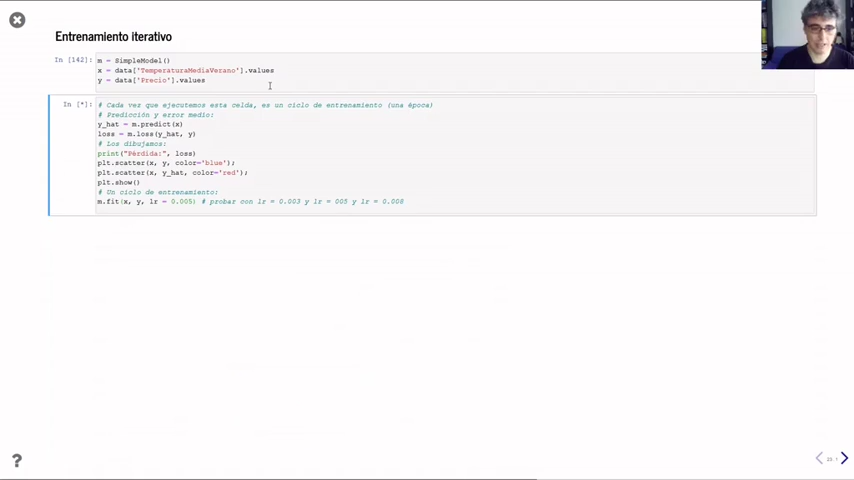 Entrenamiento iterativo
In [142]: m = SimpleModel()
x = data['TemperaturaMediaVerano'].values
y = data['Precio'].values
In [*]: # Cada vez que ejecutemos esta celda, es un ciclo de entrenamiento (una época)
# Predicción y error medio:
y_hat = m.predict(x)
loss = m.loss(y_hat, y)
# Los dibujamos:
print("Pérdida:", loss)
plt.scatter(x, y, color='blue');
plt.scatter(x, y_hat, color='red');
plt.show()
# Un ciclo de entrenamiento:
m.fit(x, y, lr = 0.005) # probar con lr = 0.003 y lr = 005 y lr = 0.008
?
23.1